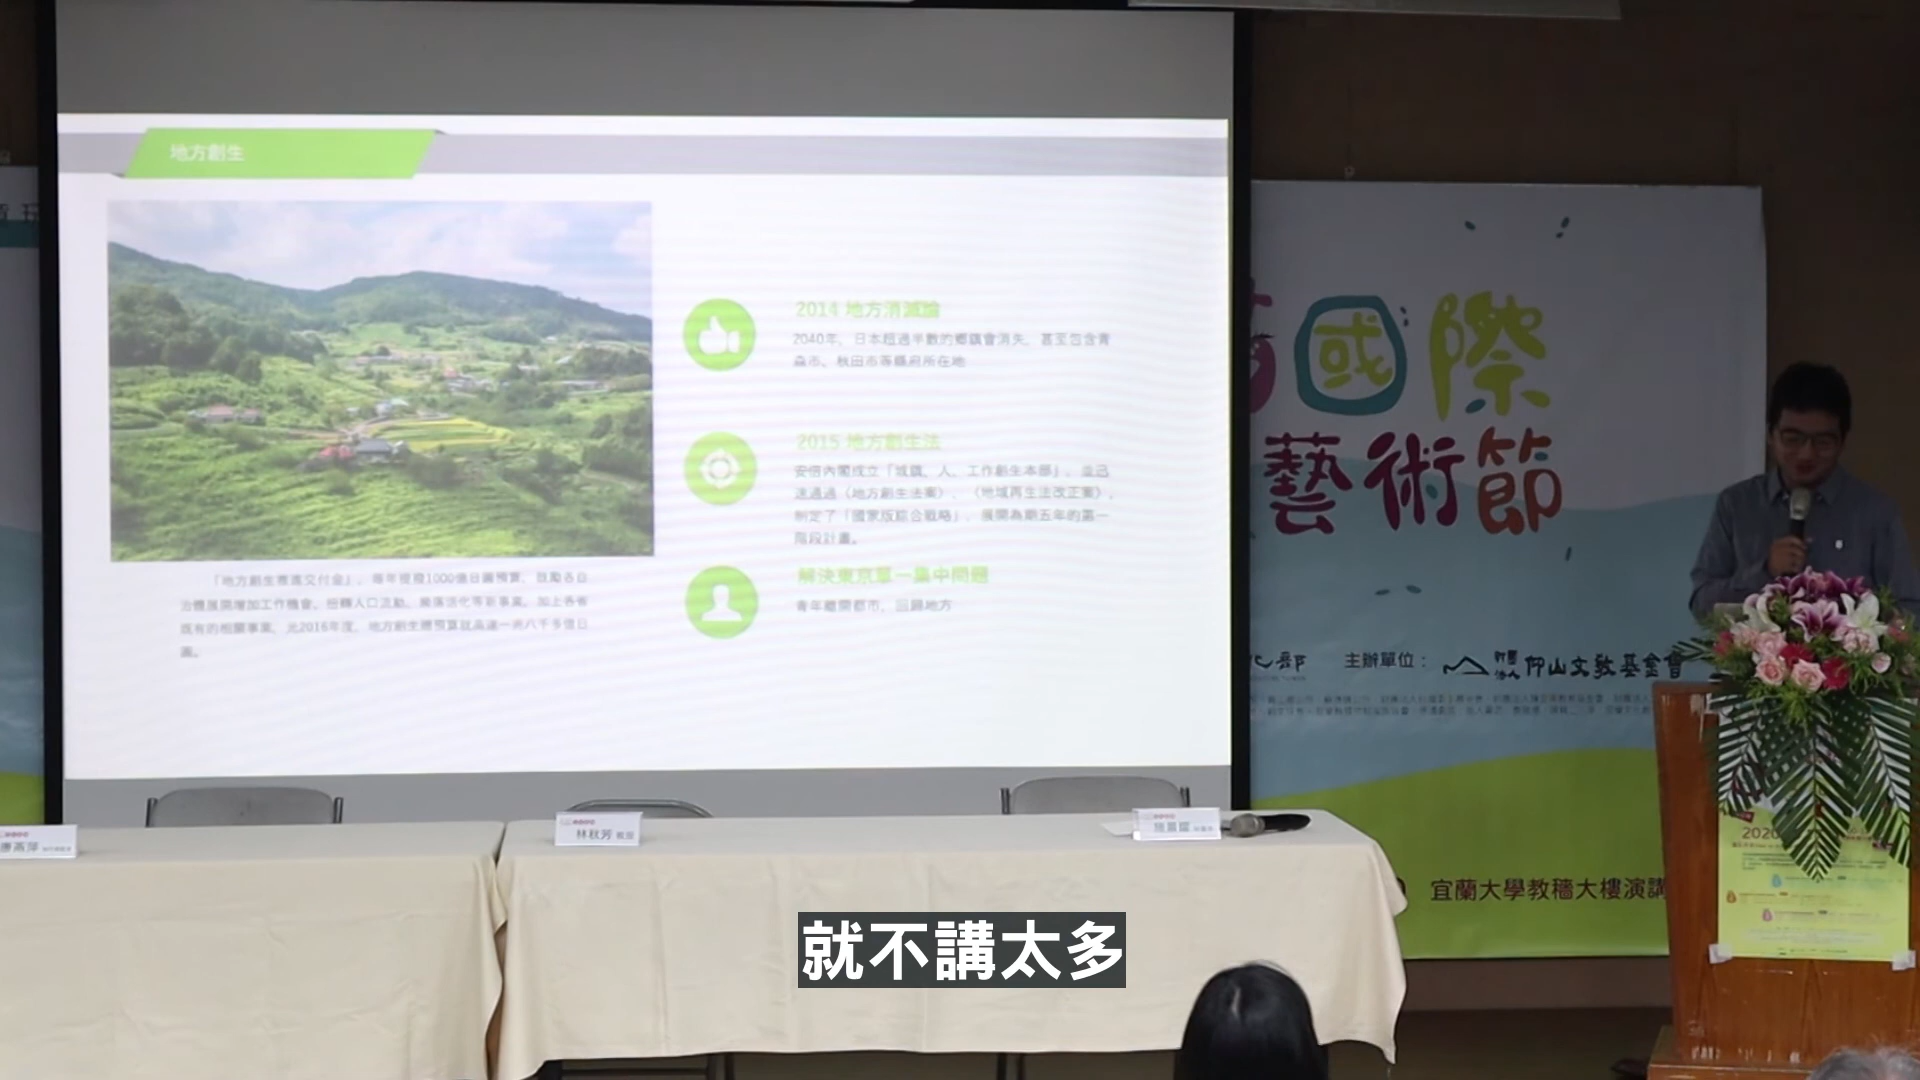 地方創生
2014 地方消滅論
2040年，日本超過半數的鄉鎮會消失，甚至包含青
森市、秋田市等縣府所在地
2015 地方創生法
安倍內閣成立「城鎮、人、工作創生本部」，並迅
速通過〈地方創生法案〉、〈地域再生法改正案〉，
制定了「國家版綜合戰略」，展開為期五年的第一
階段計畫。
解決東京單一集中問題
青年離開都市，回歸地方
「地方創生推進交付金」，每年提撥1000億日圓預算，鼓勵各自
治體展開增加工作機會、扭轉人口流動、聚落活化等新事業。加上各省
既有的相關事業，光2016年度，地方創生總預算就高達一兆八千多億日
圓。
國際
藝術節
化部 主辦單位： 財團法人仰山文教基金會
林秋芳 教授
2020
宜蘭大學教穡大樓演講
就不講太多